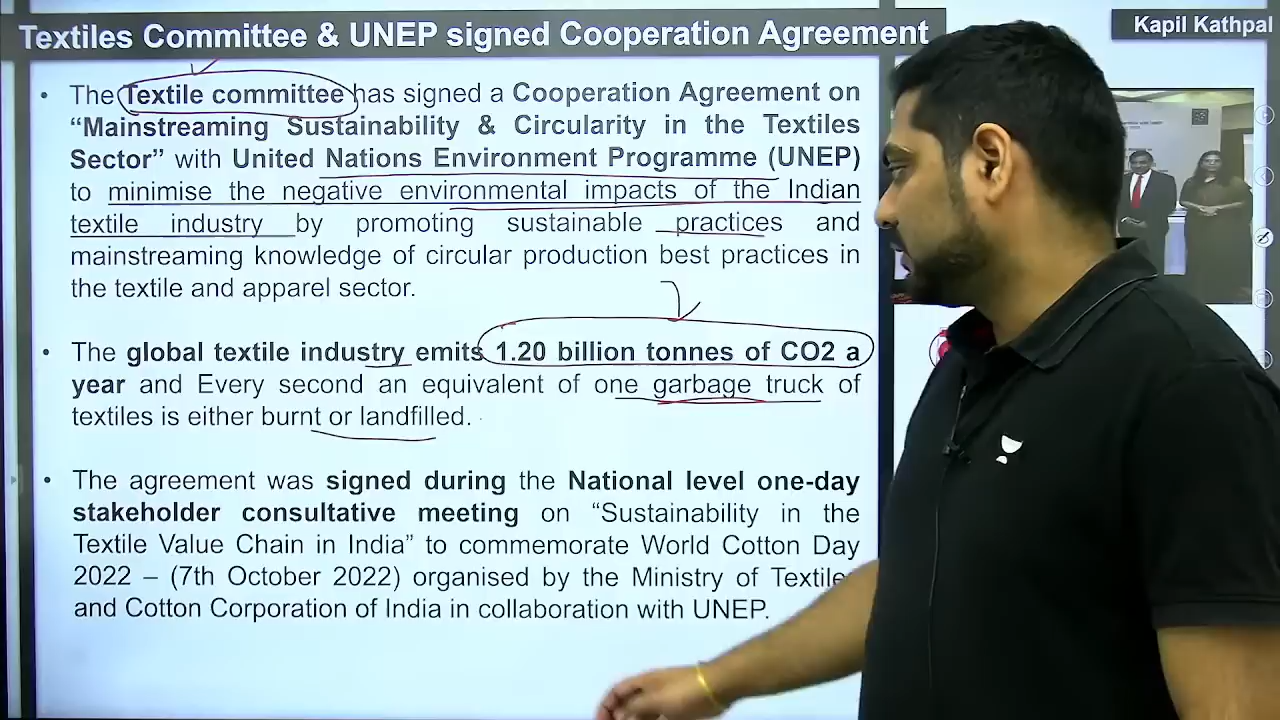 Textiles Committee & UNEP signed Cooperation Agreement
Kapil Kathpal
• The Textile committee has signed a Cooperation Agreement on
“Mainstreaming Sustainability & Circularity in the Textiles
Sector” with United Nations Environment Programme (UNEP)
to minimise the negative environmental impacts of the Indian
textile industry by promoting sustainable practices and
mainstreaming knowledge of circular production best practices in
the textile and apparel sector.
• The global textile industry emits 1.20 billion tonnes of CO2 a
year and Every second an equivalent of one garbage truck of
textiles is either burnt or landfilled.
• The agreement was signed during the National level one-day
stakeholder consultative meeting on “Sustainability in the
Textile Value Chain in India” to commemorate World Cotton Day
2022 – (7th October 2022) organised by the Ministry of Textile
and Cotton Corporation of India in collaboration with UNEP.